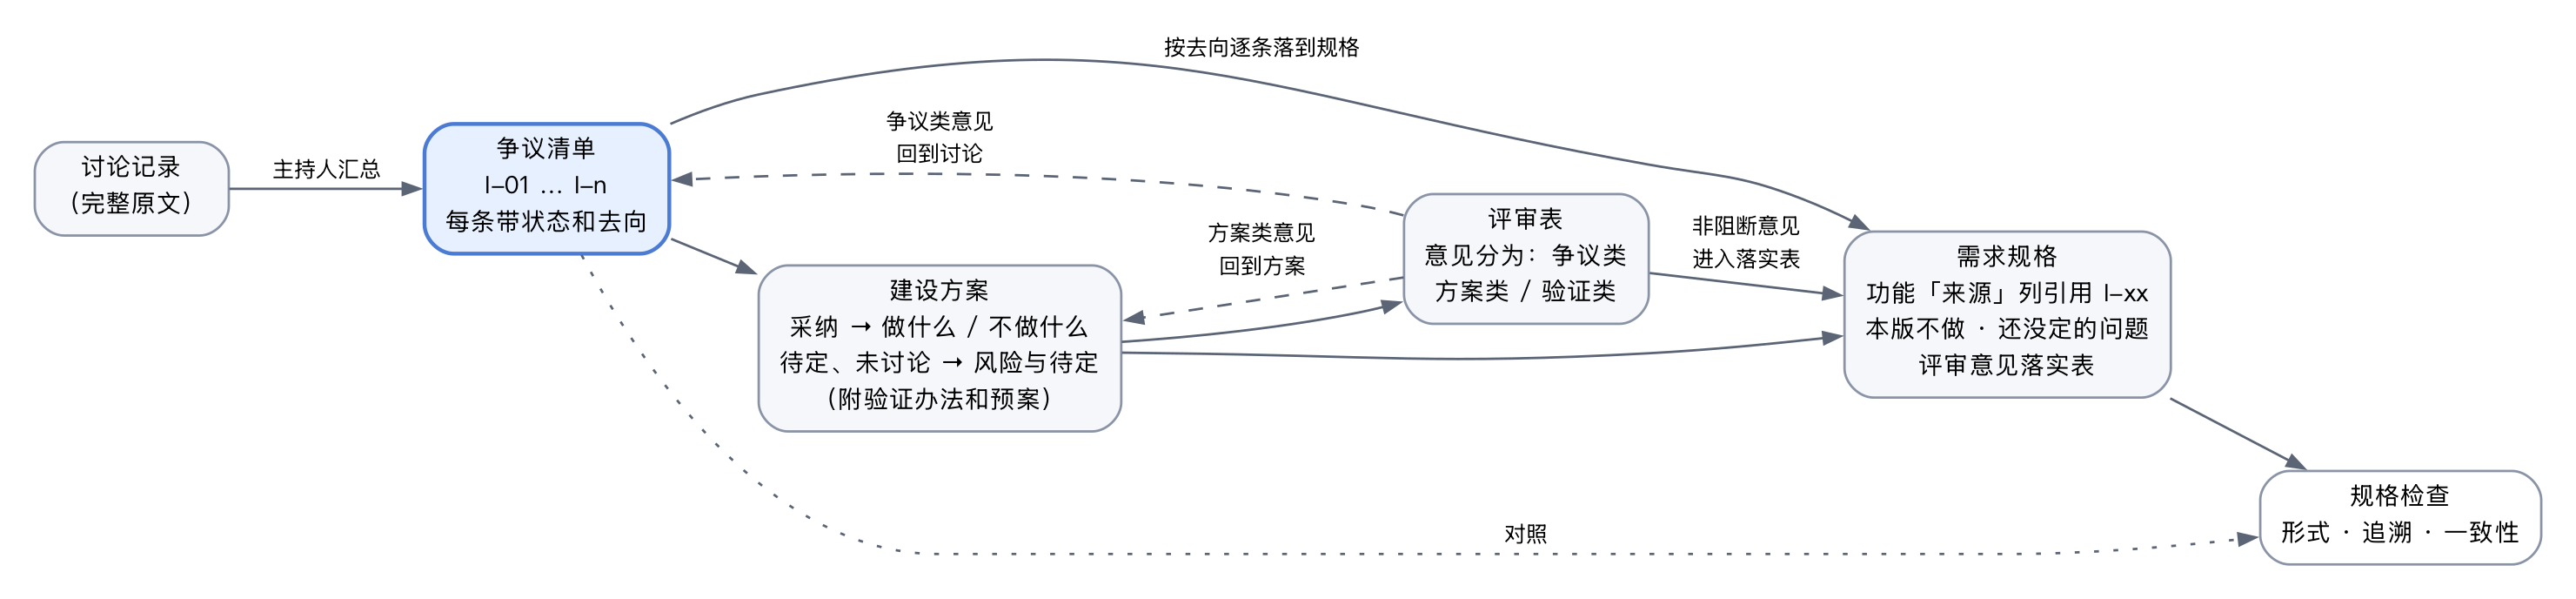 按去向逐条落到规格
争议类意见
回到讨论
讨论记录
（完整原文）
主持人汇总
争议清单
I–01 … I–n
每条带状态和去向
方案类意见
回到方案
评审表
意见分为：争议类
方案类 / 验证类
非阻断意见
进入落实表
建设方案
采纳 → 做什么 / 不做什么
待定、未讨论 → 风险与待定
（附验证办法和预案）
需求规格
功能「来源」列引用 I–xx
本版不做 · 还没定的问题
评审意见落实表
对照
规格检查
形式 · 追溯 · 一致性